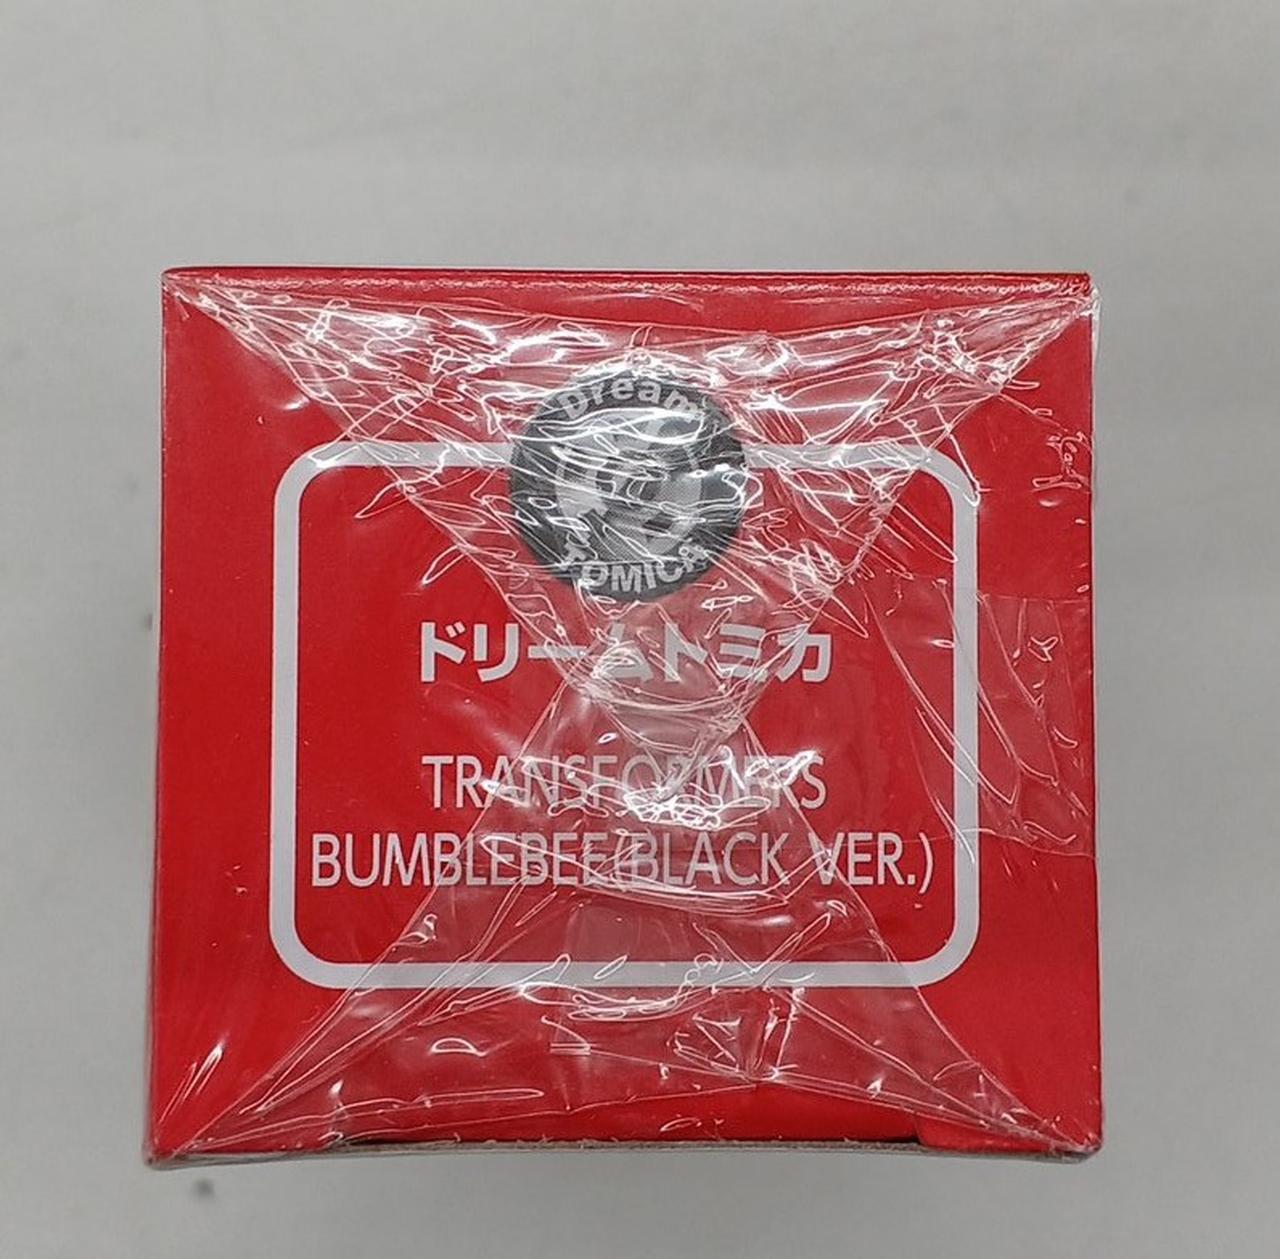 Dream
TOMICA
ドリームトミカ
TRANSFORMERS
BUMBLEBEE(BLACK VER.)